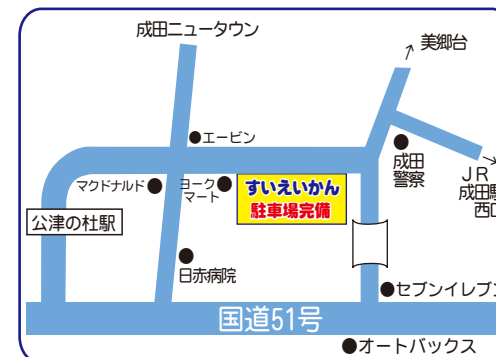 成田ニュータウン
美郷台
●エービン
成田
警察
JR
成田駅
西口
マクドナルド●
ヨーク●
マート
すいえいかん
駐車場完備
公津の杜駅
日赤病院
●セブンイレブン
国道51号
●オートバックス